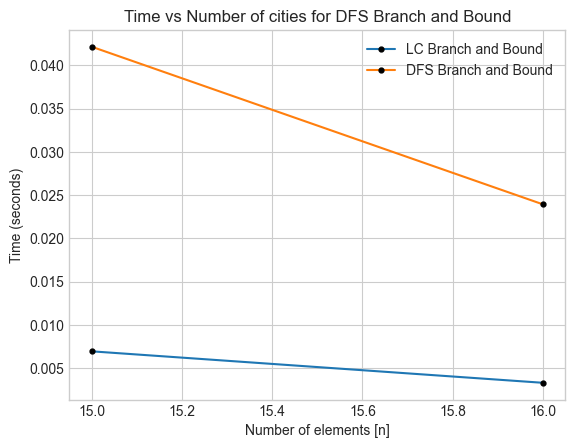 Time vs Number of cities for DFS Branch and Bound
LC Branch and Bound
DFS Branch and Bound
Time (seconds)
0.040
0.035
0.030
0.025
0.020
0.015
0.010
0.005
15.0 15.2 15.4 15.6 15.8 16.0
Number of elements [n]